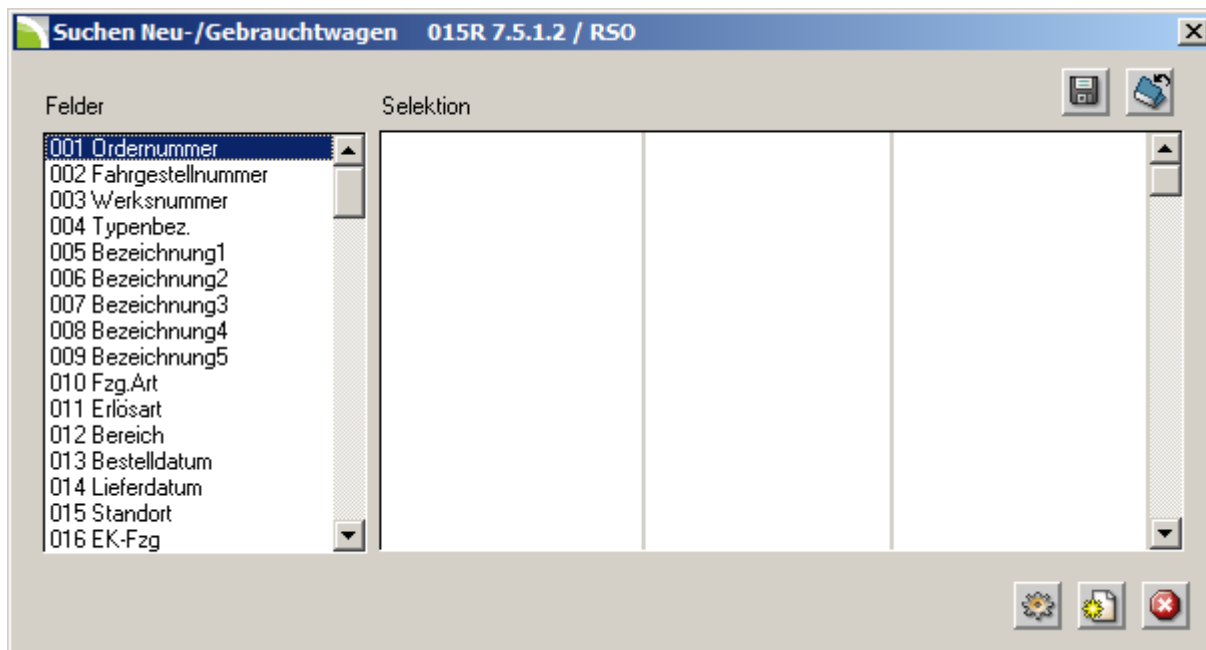 Suchen Neu-/Gebrauchtwagen 015R 7.5.1.2 / RSO
Felder
Selektion
001 Ordernummer
002 Fahrgestellnummer
003 Werksnummer
004 Typenbez.
005 Bezeichnung1
006 Bezeichnung2
007 Bezeichnung3
008 Bezeichnung4
009 Bezeichnung5
010 Fzg.Art
011 Erlösart
012 Bereich
013 Bestelldatum
014 Lieferdatum
015 Standort
016 EK-Fzg